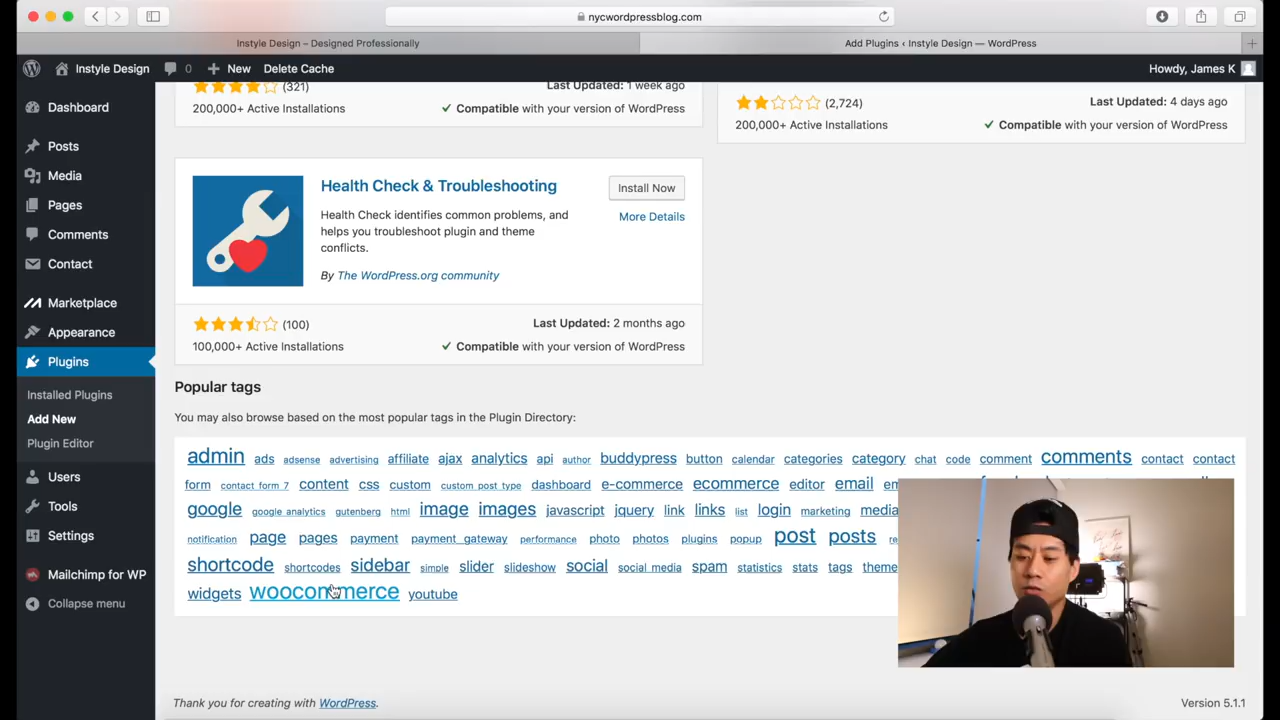 nycwordpressblog.com
Instyle Design – Designed Professionally
Add Plugins ‹ Instyle Design — WordPress
Instyle Design 0 New Delete Cache Howdy, James K
Dashboard
Posts
Media
Pages
Comments
Contact
Marketplace
Appearance
Plugins
Installed Plugins
Add New
Plugin Editor
Users
Tools
Settings
Mailchimp for WP
Collapse menu
(321) Last Updated: 1 week ago
200,000+ Active Installations Compatible with your version of WordPress
(2,724) Last Updated: 4 days ago
200,000+ Active Installations Compatible with your version of WordPress
Health Check & Troubleshooting Install Now
More Details
Health Check identifies common problems, and
helps you troubleshoot plugin and theme
conflicts.
By The WordPress.org community
(100) Last Updated: 2 months ago
100,000+ Active Installations Compatible with your version of WordPress
Popular tags
You may also browse based on the most popular tags in the Plugin Directory:
admin ads adsense advertising affiliate ajax analytics api author buddypress button calendar categories category chat code comment comments contact contact
form contact form 7 content css custom custom post type dashboard e-commerce ecommerce editor email
google google analytics gutenberg html image images javascript jquery link links list login marketing media
notification page pages payment payment gateway performance photo photos plugins popup post posts
shortcode shortcodes sidebar simple slider slideshow social social media spam statistics stats tags theme
widgets woocommerce youtube
Thank you for creating with WordPress. Version 5.1.1